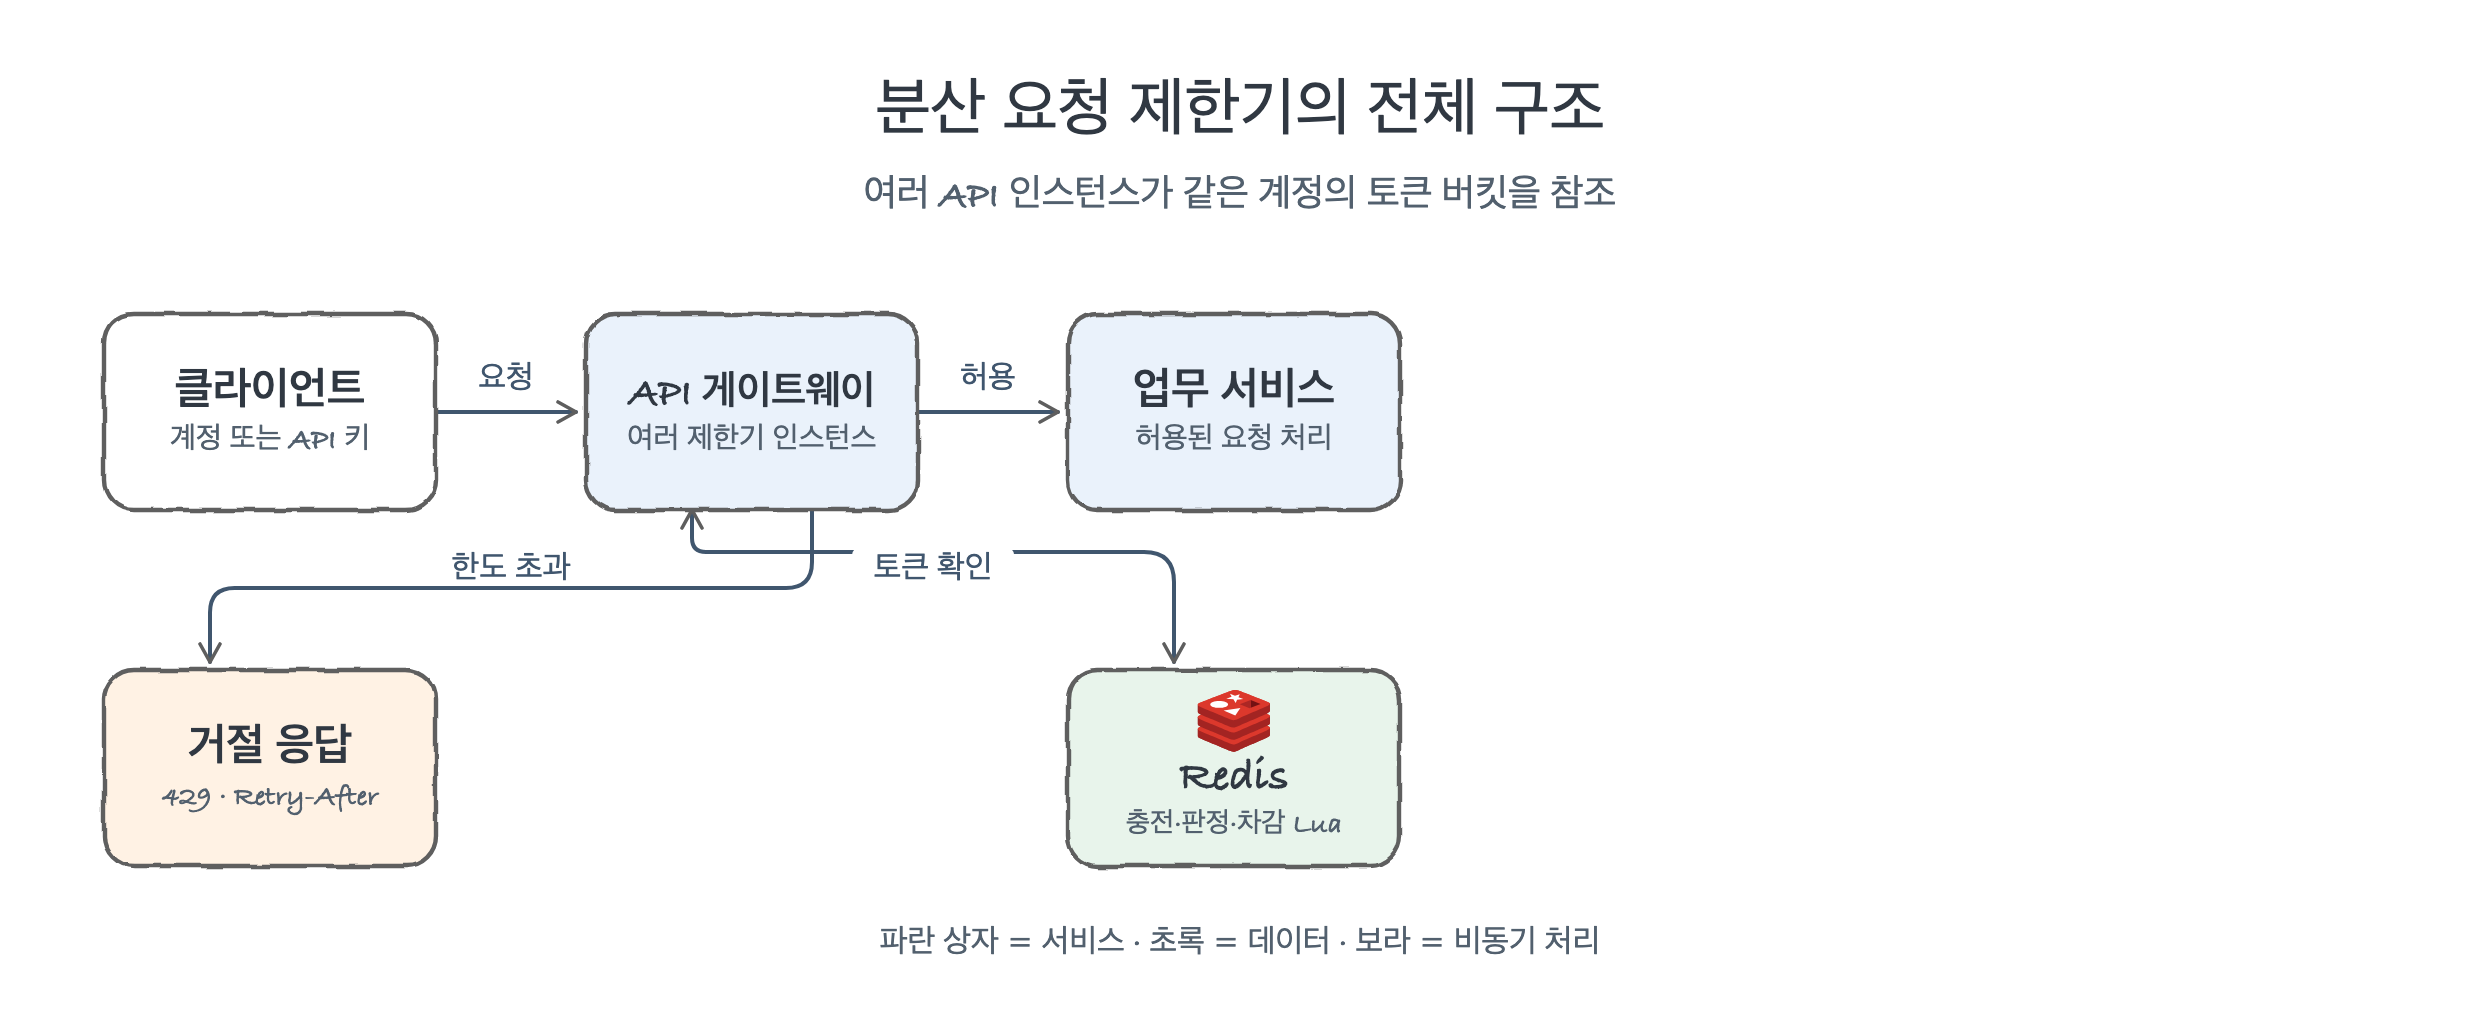 분산 요청 제한기의 전체 구조
여러 API 인스턴스가 같은 계정의 토큰 버킷을 참조
클라이언트
계정 또는 API 키
요청
API 게이트웨이
여러 제한기 인스턴스
허용
업무 서비스
허용된 요청 처리
한도 초과
토큰 확인
거절 응답
429 · Retry-After
Redis
충전·판정·차감 Lua
파란 상자 = 서비스 · 초록 = 데이터 · 보라 = 비동기 처리